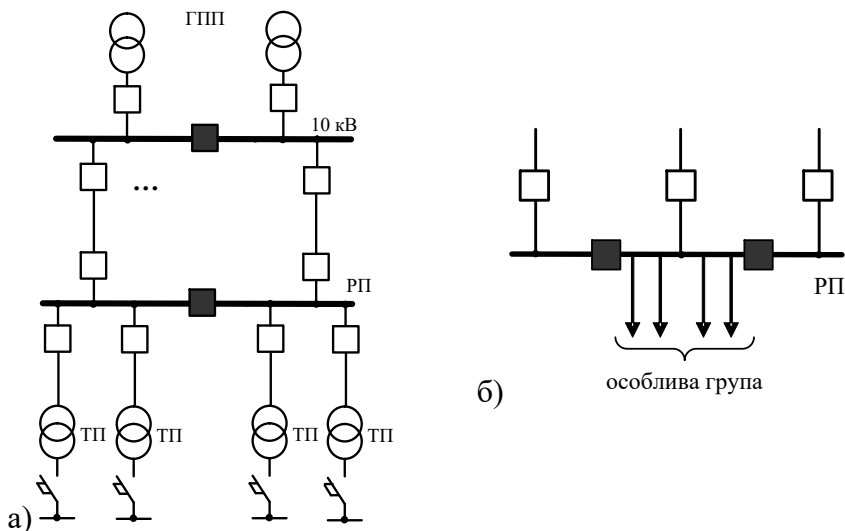 ГПП
10 кВ
...
РП
ТП ТП ТП ТП
а)
РП
особлива група
б)